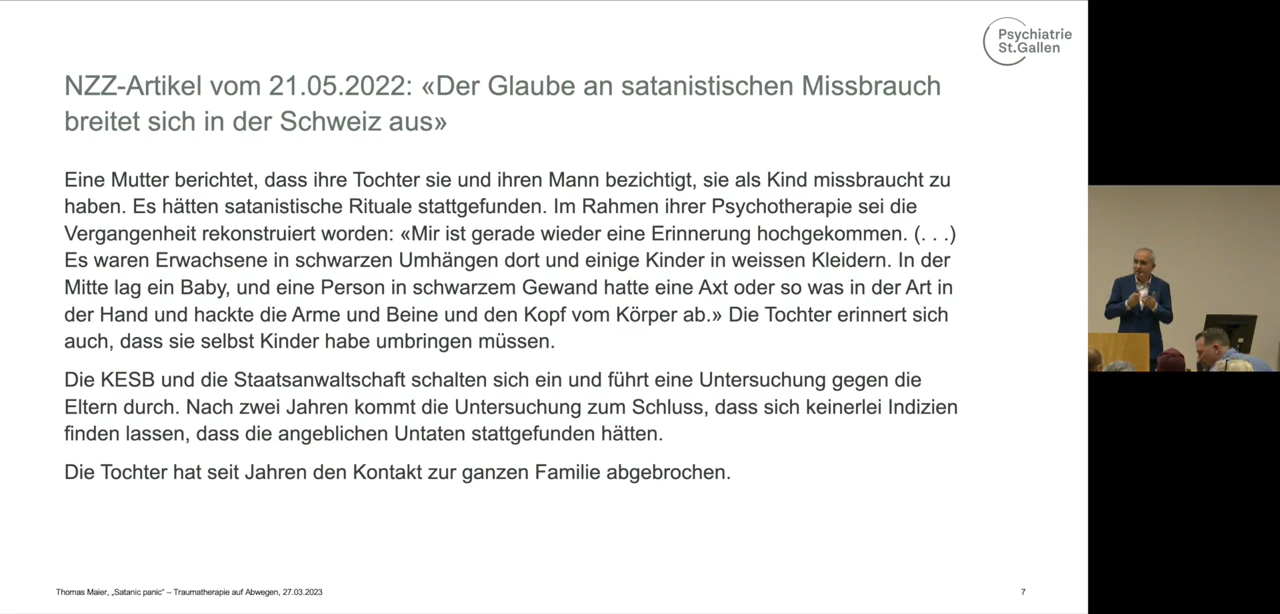 Psychiatrie
St.Gallen
NZZ-Artikel vom 21.05.2022: «Der Glaube an satanistischen Missbrauch
breitet sich in der Schweiz aus»
Eine Mutter berichtet, dass ihre Tochter sie und ihren Mann bezichtigt, sie als Kind missbraucht zu
haben. Es hätten satanistische Rituale stattgefunden. Im Rahmen ihrer Psychotherapie sei die
Vergangenheit rekonstruiert worden: «Mir ist gerade wieder eine Erinnerung hochgekommen. (. . .)
Es waren Erwachsene in schwarzen Umhängen dort und einige Kinder in weissen Kleidern. In der
Mitte lag ein Baby, und eine Person in schwarzem Gewand hatte eine Axt oder so was in der Art in
der Hand und hackte die Arme und Beine und den Kopf vom Körper ab.» Die Tochter erinnert sich
auch, dass sie selbst Kinder habe umbringen müssen.
Die KESB und die Staatsanwaltschaft schalten sich ein und führt eine Untersuchung gegen die
Eltern durch. Nach zwei Jahren kommt die Untersuchung zum Schluss, dass sich keinerlei Indizien
finden lassen, dass die angeblichen Untaten stattgefunden hätten.
Die Tochter hat seit Jahren den Kontakt zur ganzen Familie abgebrochen.
Thomas Maier, „Satanic panic“ – Traumatherapie auf Abwegen, 27.03.2023
7